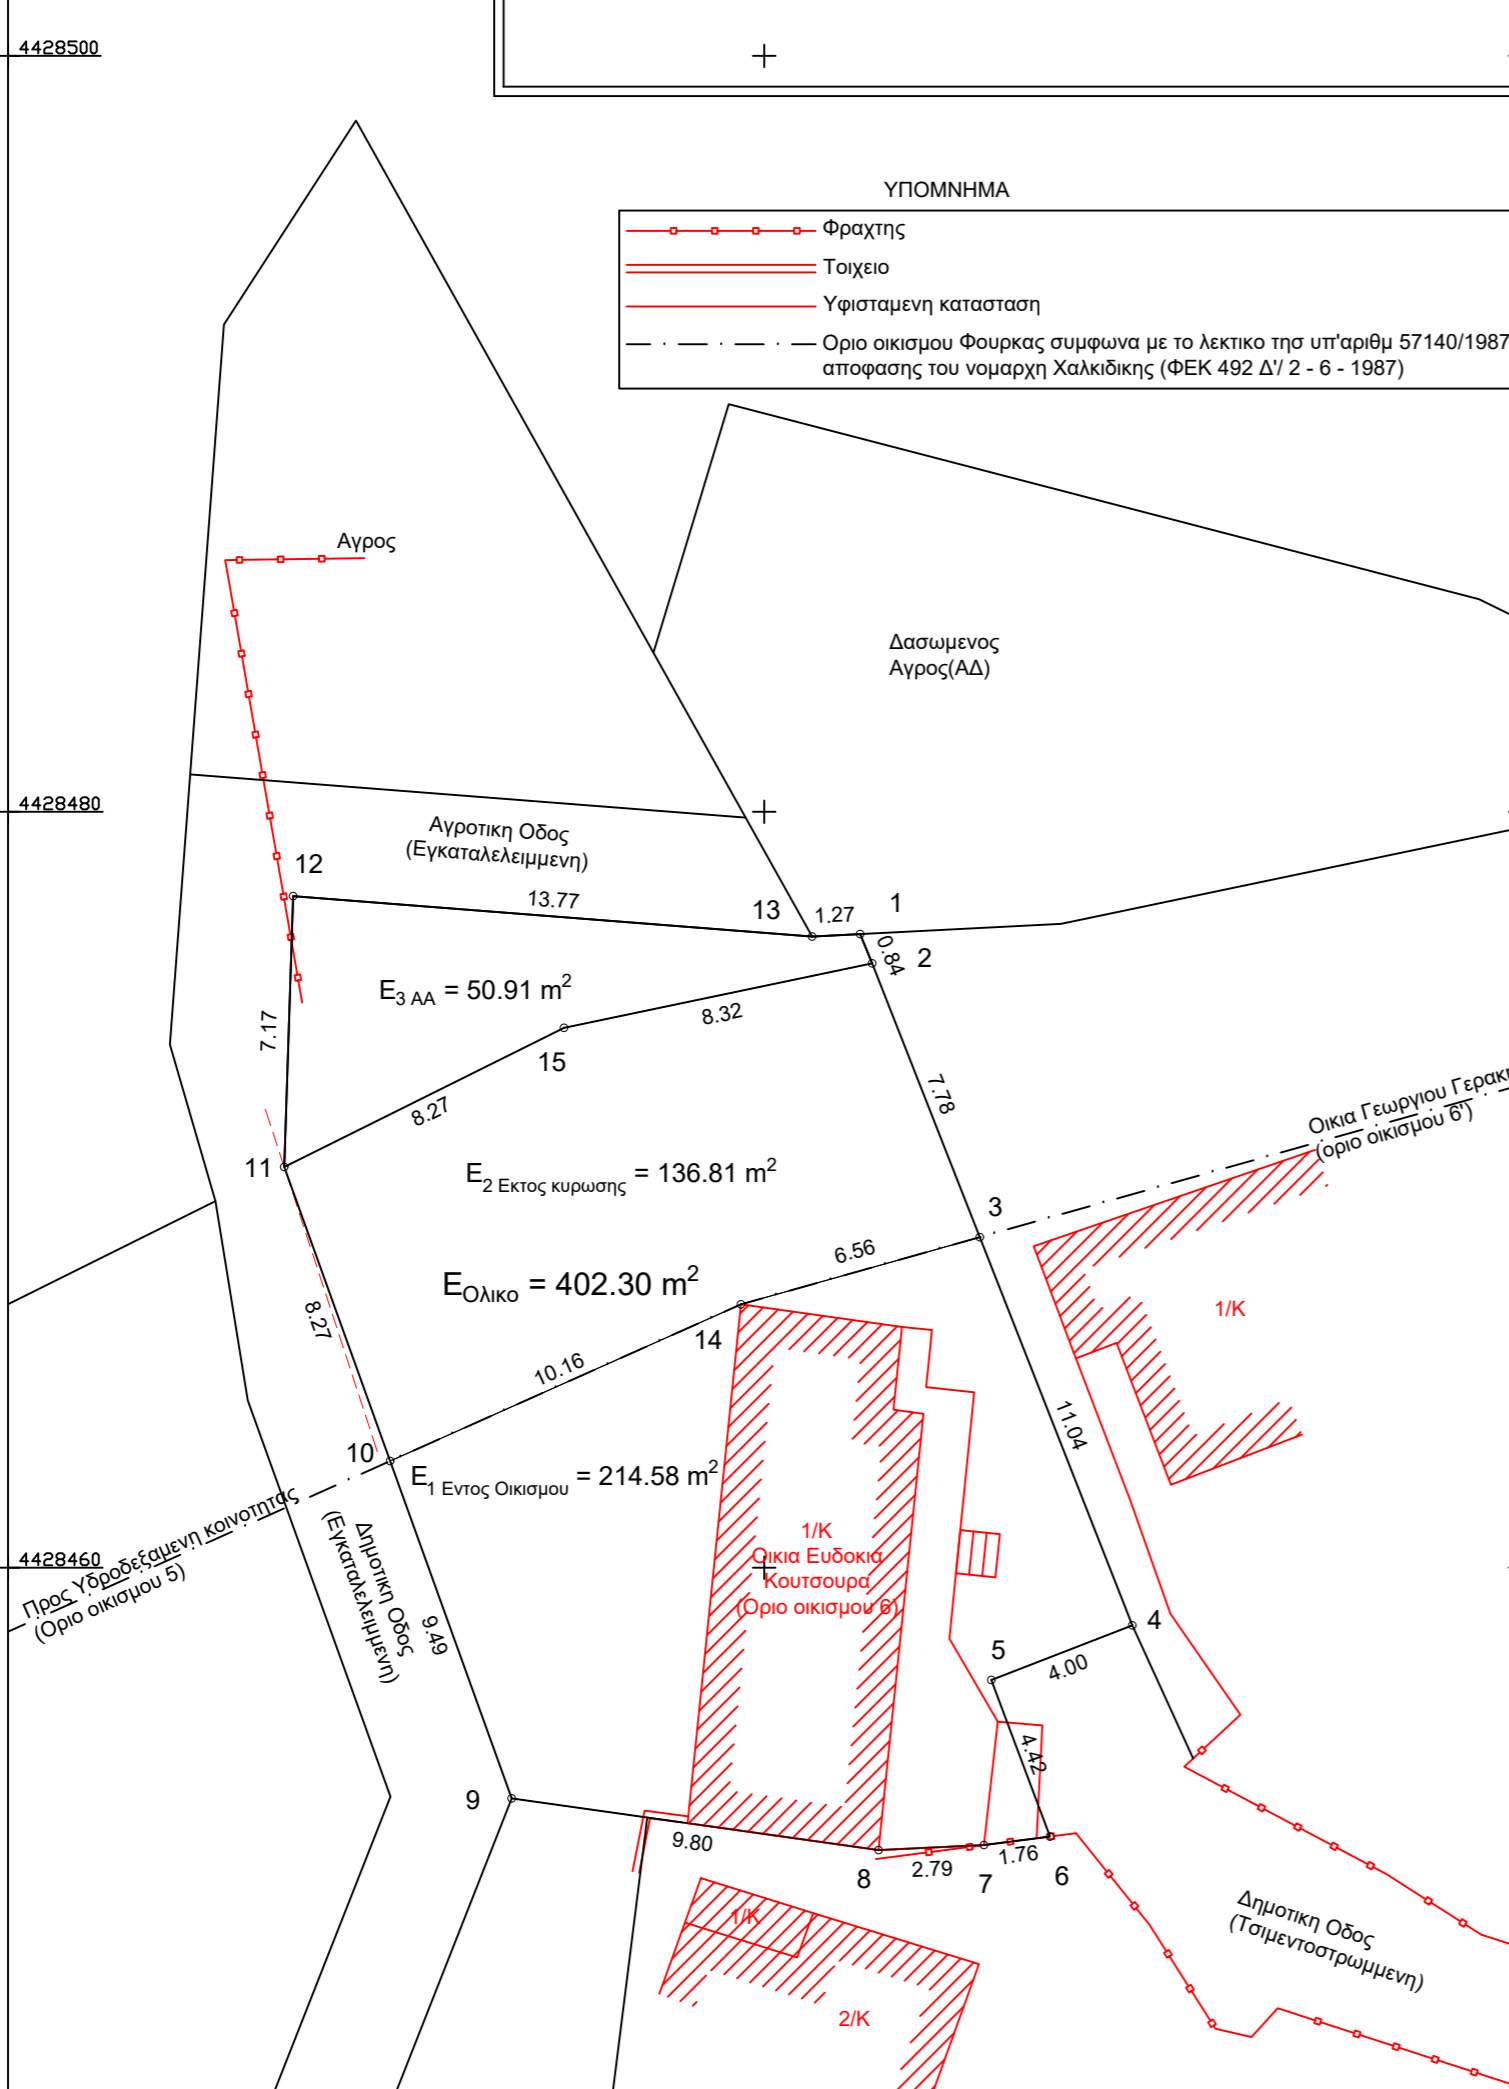 4428500
ΥΠΟΜΝΗΜΑ
Φραχτης
Τοιχειο
Υφισταμενη κατασταση
Οριο οικισμου Φουρκας συμφωνα με το λεκτικο τησ υπ'αριθμ 57140/1987
αποφασης του νομαρχη Χαλκιδικης (ΦΕΚ 492 Δ'/ 2 - 6 - 1987)
Αγρος
Δασωμενος
Αγρος(ΑΔ)
4428480
Αγροτικη Οδος
(Εγκαταλελειμμενη)
12
13.77
13
1.27
1
0.84
2
E3 ΑΑ = 50.91 m2
7.17
8.32
15
8.27
7.78
11
E2 Εκτος κυρωσης = 136.81 m2
Οικια Γεωργιου Γερακη
(οριο οικισμου 6')
3
6.56
EΟλικο = 402.30 m2
8.27
14
1/Κ
10.16
11.04
10
E1 Εντος Οικισμου = 214.58 m2
Προς Υδροδεξαμενη κοινοτητας
(Οριο οικισμου 5)
4428460
Δημοτικη Οδος
(Εγκαταλελειμμενη)
1/Κ
Οικια Ευδοκια
Κουτσουρα
(Οριο οικισμου 6)
9.49
4
5
4.00
4.42
9
9.80
8
2.79
7
1.76
6
1/Κ
2/Κ
Δημοτικη Οδος
(Τσιμεντοστρωμμενη)